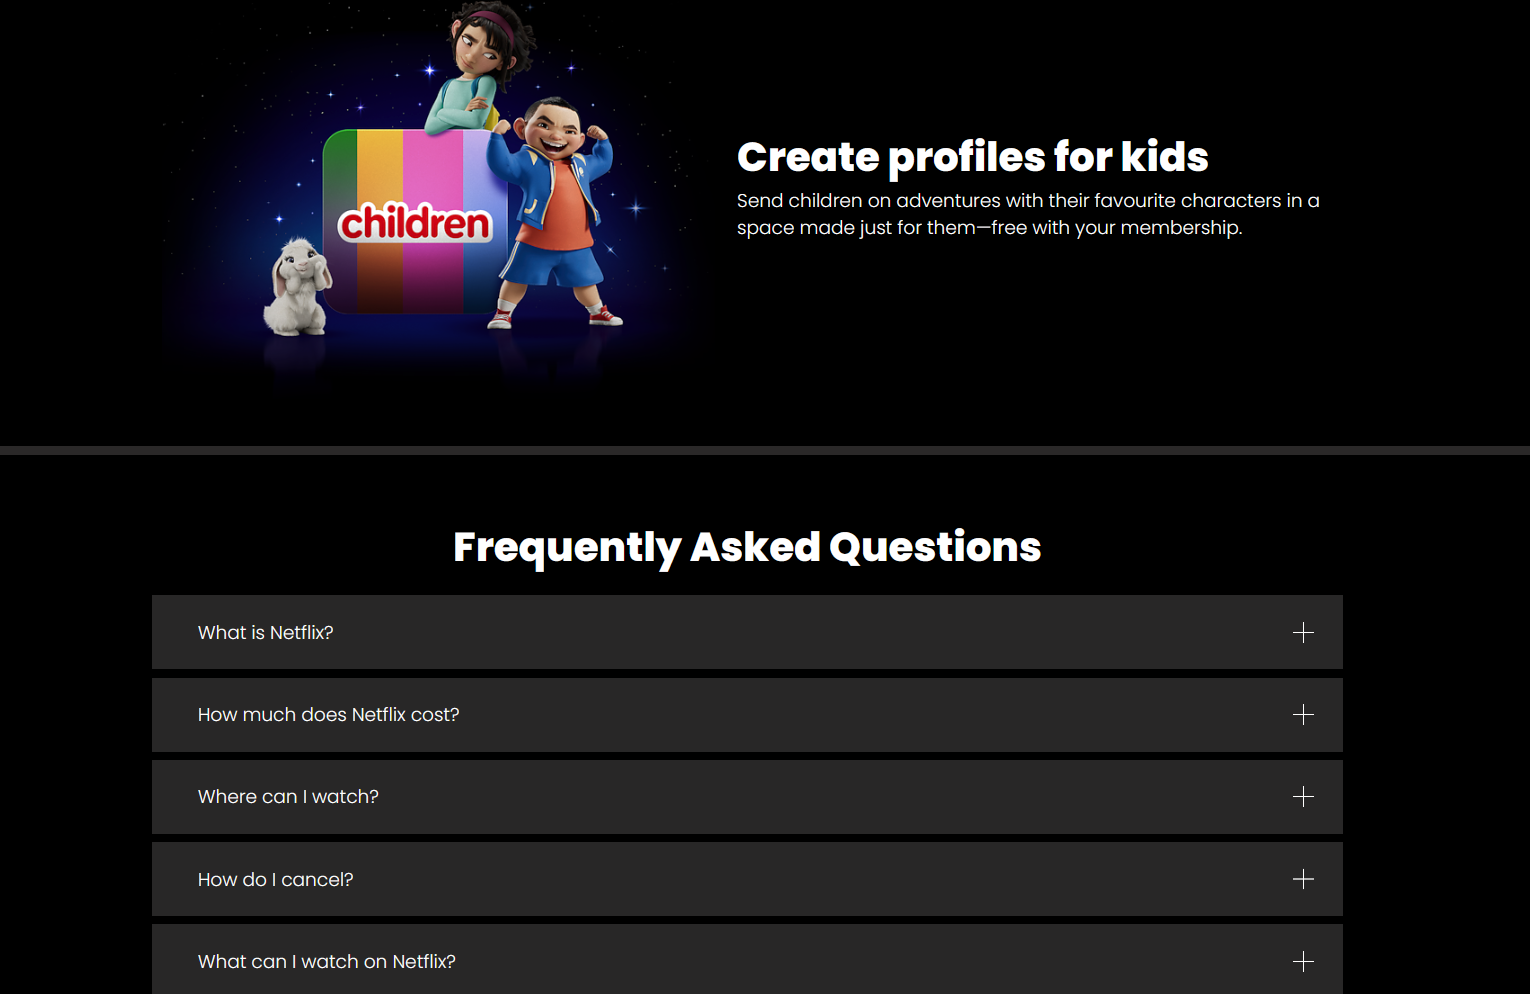 children
Create profiles for kids
Send children on adventures with their favourite characters in a
space made just for them—free with your membership.
Frequently Asked Questions
What is Netflix?
How much does Netflix cost?
Where can I watch?
How do I cancel?
What can I watch on Netflix?